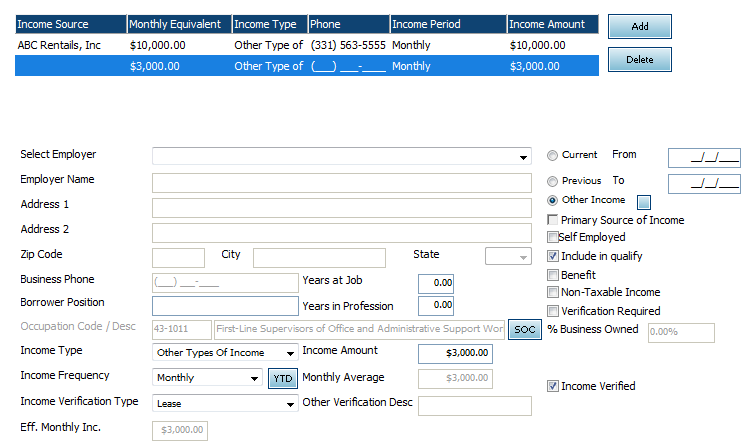 Income Source Monthly Equivalent Income Type Phone Income Period Income Amount Add
ABC Rentails, Inc $10,000.00 Other Type of (331) 563-5555 Monthly $10,000.00
$3,000.00 Other Type of (___) ___-____ Monthly $3,000.00 Delete
Select Employer Current From __/__/___
Employer Name Previous To __/__/___
Address 1 Other Income
Primary Source of Income
Address 2 Self Employed
Zip Code City State Include in qualify
Business Phone (___) ___-____ Years at Job 0.00 Benefit
Non-Taxable Income
Borrower Position Years in Profession 0.00 Verification Required
Occupation Code / Desc 43-1011 First-Line Supervisors of Office and Administrative Support Wor SOC % Business Owned 0.00%
Income Type Other Types Of Income Income Amount $3,000.00
Income Frequency Monthly YTD Monthly Average $3,000.00 Income Verified
Income Verification Type Lease Other Verification Desc
Eff. Monthly Inc. $3,000.00